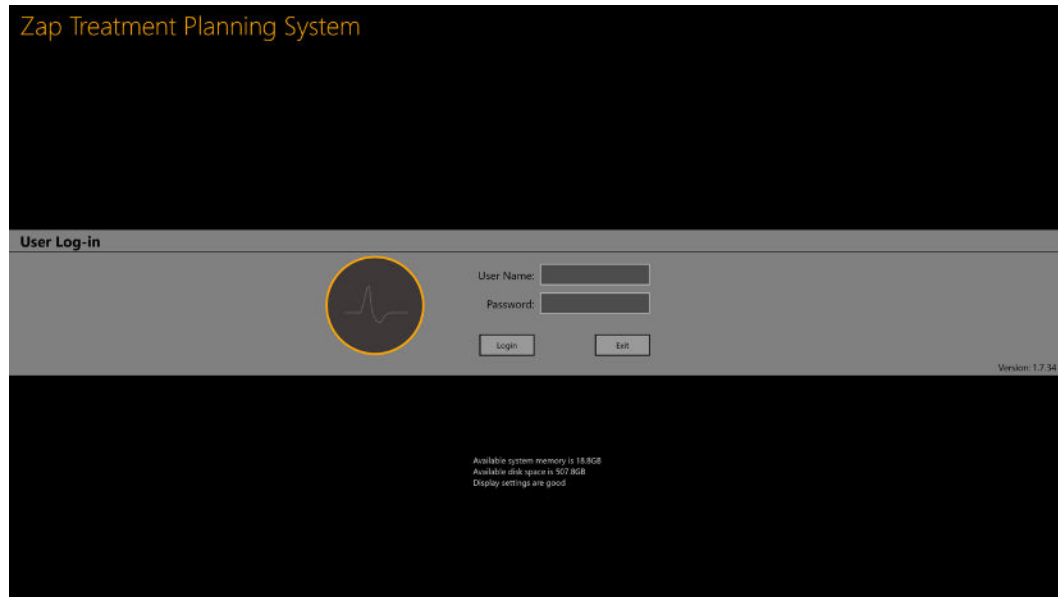 Zap Treatment Planning System
User Log-in
User Name:
Password:
Login Exit
Version: 1.7.34
Available system memory is 18.8GB
Available disk space is 507.8GB
Display settings are good